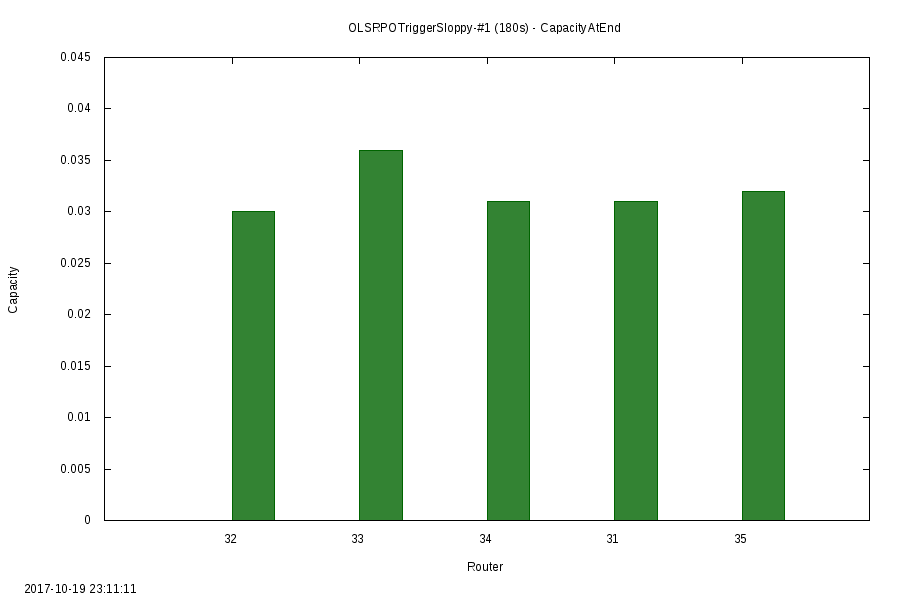 OLSRPOTriggerSloppy-#1 (180s) - CapacityAtEnd
0.045
0.04
0.035
0.03
0.025
0.02
0.015
0.01
0.005
0
Capacity
32 33 34 31 35
Router
2017-10-19 23:11:11